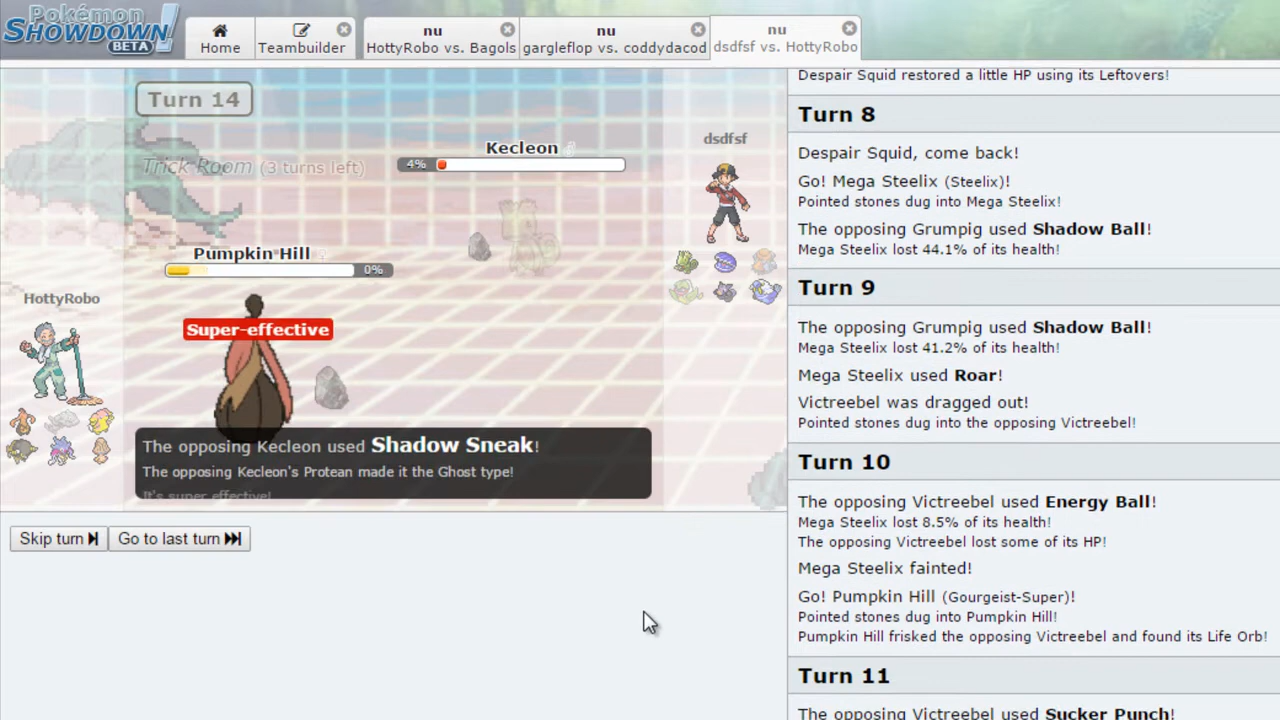 Pokémon
SHOWDOWN!
BETA
Home
Teambuilder
nu
HottyRobo vs. Bagols
nu
gargleflop vs. coddydacod
nu
dsdfsf vs. HottyRobo
Turn 14
Trick Room (3 turns left)
Kecleon
4%
dsdfsf
Pumpkin Hill
0%
HottyRobo
Super-effective
The opposing Kecleon used Shadow Sneak!
The opposing Kecleon's Protean made it the Ghost type!
It's super effective!
Skip turn
Go to last turn
Despair Squid restored a little HP using its Leftovers!
Turn 8
Despair Squid, come back!
Go! Mega Steelix (Steelix)!
Pointed stones dug into Mega Steelix!
The opposing Grumpig used Shadow Ball!
Mega Steelix lost 44.1% of its health!
Turn 9
The opposing Grumpig used Shadow Ball!
Mega Steelix lost 41.2% of its health!
Mega Steelix used Roar!
Victreebel was dragged out!
Pointed stones dug into the opposing Victreebel!
Turn 10
The opposing Victreebel used Energy Ball!
Mega Steelix lost 8.5% of its health!
The opposing Victreebel lost some of its HP!
Mega Steelix fainted!
Go! Pumpkin Hill (Gourgeist-Super)!
Pointed stones dug into Pumpkin Hill!
Pumpkin Hill frisked the opposing Victreebel and found its Life Orb!
Turn 11
The opposing Victreebel used Sucker Punch!